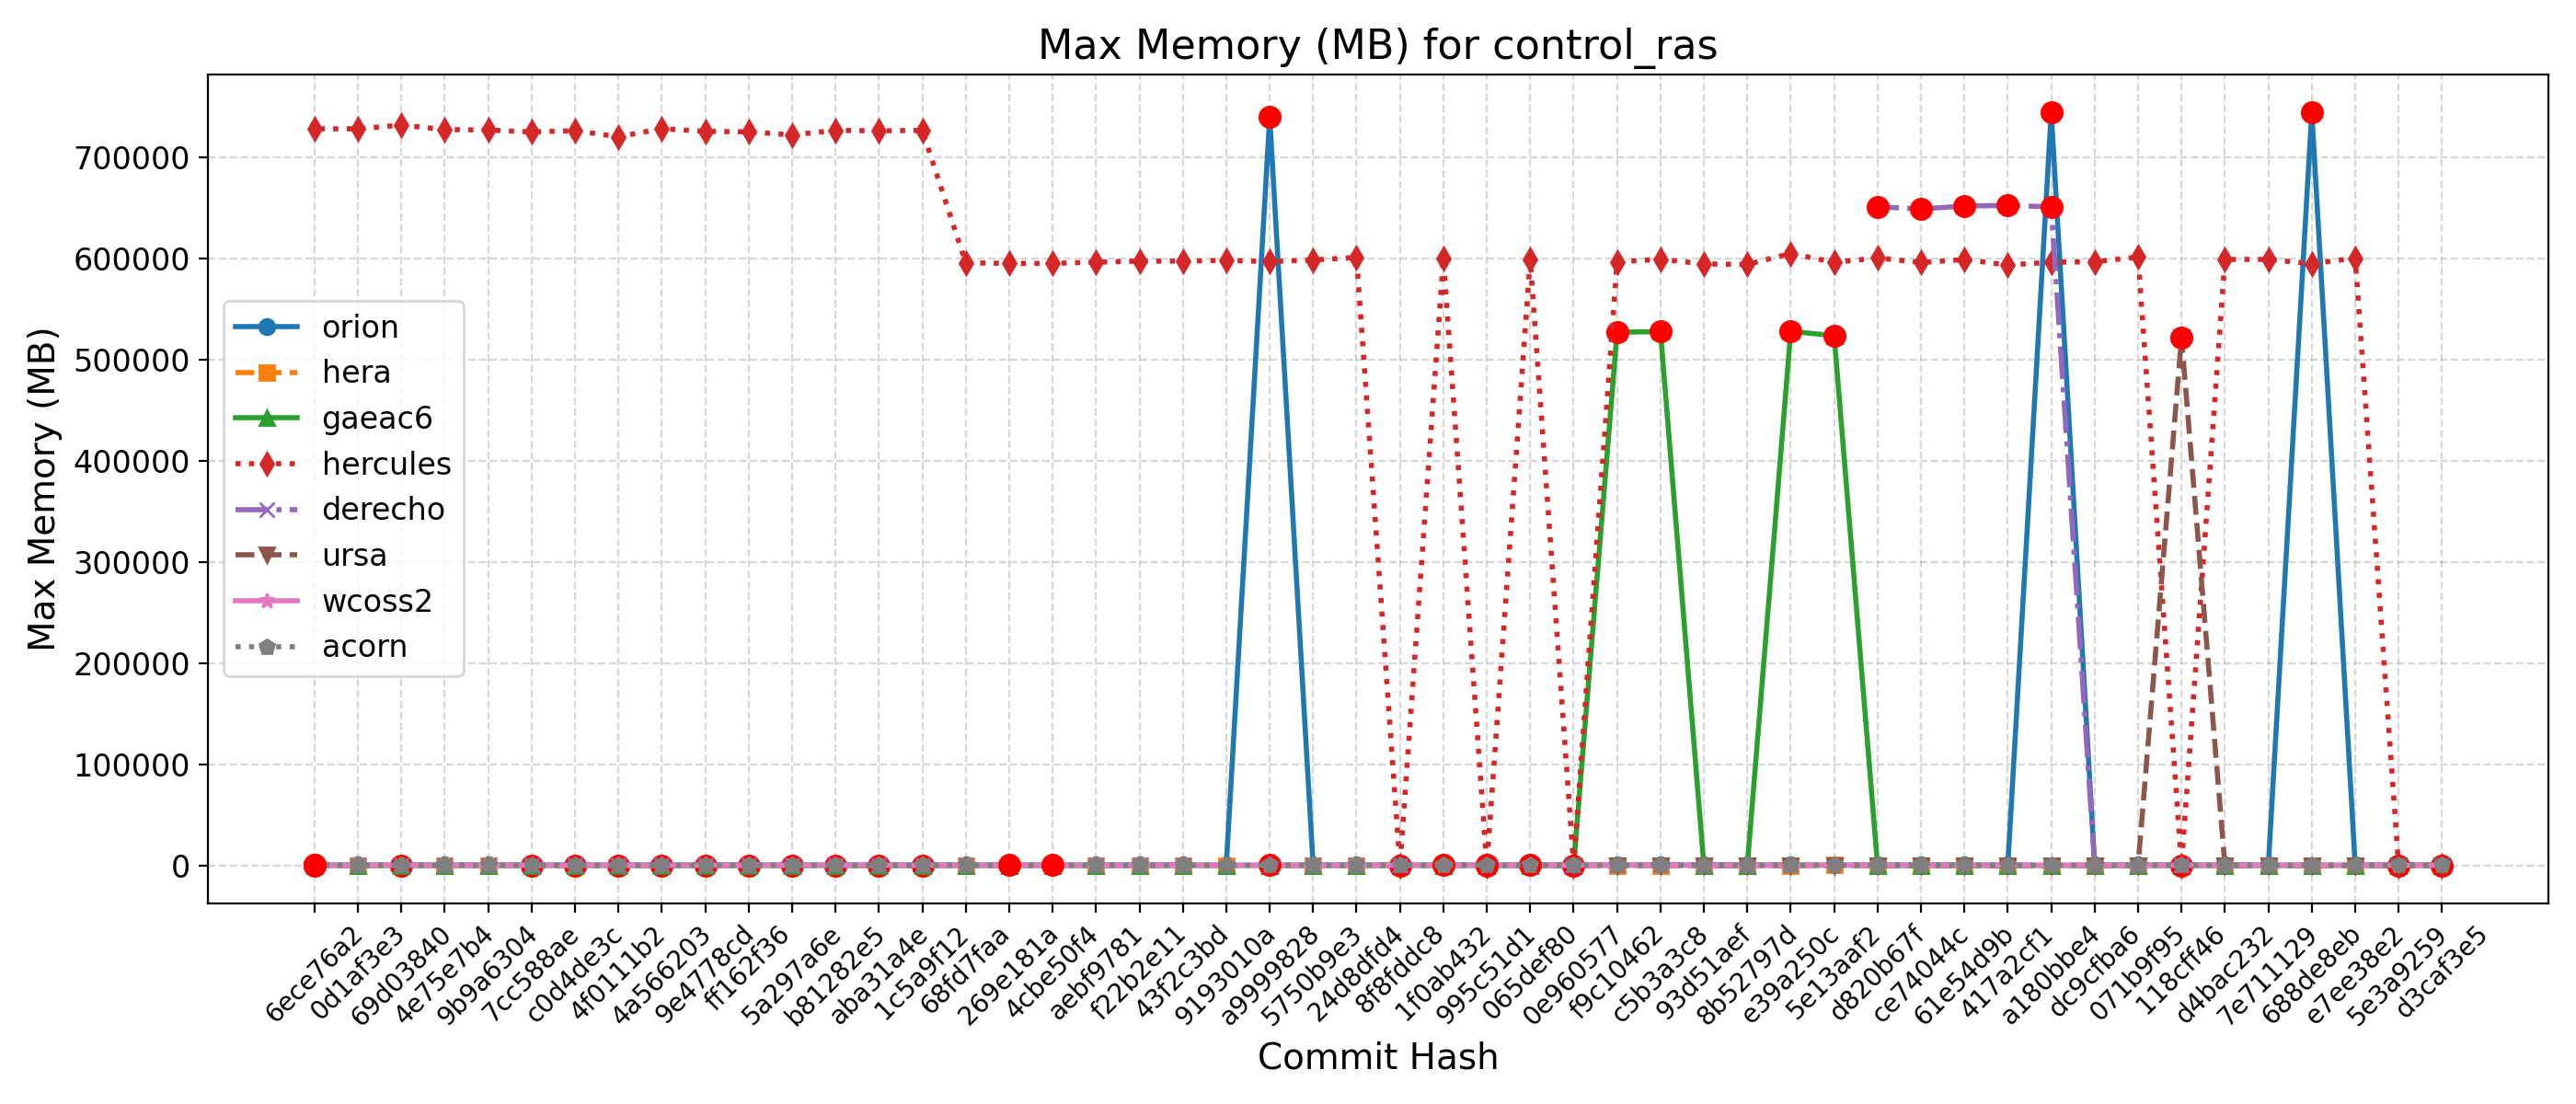 Max Memory (MB) for control_ras
Max Memory (MB)
700000
600000
500000
400000
300000
200000
100000
0
orion
hera
gaeac6
hercules
derecho
ursa
wcoss2
acorn
6ece76a2
0d1af3e3
69d03840
4e75e7b4
9b9a6304
7cc588ae
c0d4de3c
4f0111b2
4a566203
9e4778cd
ff162f36
5a297a6e
b81282e5
aba31a4e
1c5a9f12
68fd7faa
269e181a
4cbe50f4
aebf9781
f22b2e11
43f2c3bd
9193010a
a9999828
5750b9e3
24d8dfd4
8f8fddc8
1f0ab432
995c51d1
065def80
0e960577
f9c10462
c5b3a3c8
93d51aef
8b52797d
e39a250c
5e13aaf2
d820b67f
ce74044c
61e54d9b
417a2cf1
a180bbe4
dc9cfba6
071b9f95
118cff46
d4bac232
7e711129
688de8eb
e7ee38e2
5e3a9259
d3caf3e5
Commit Hash